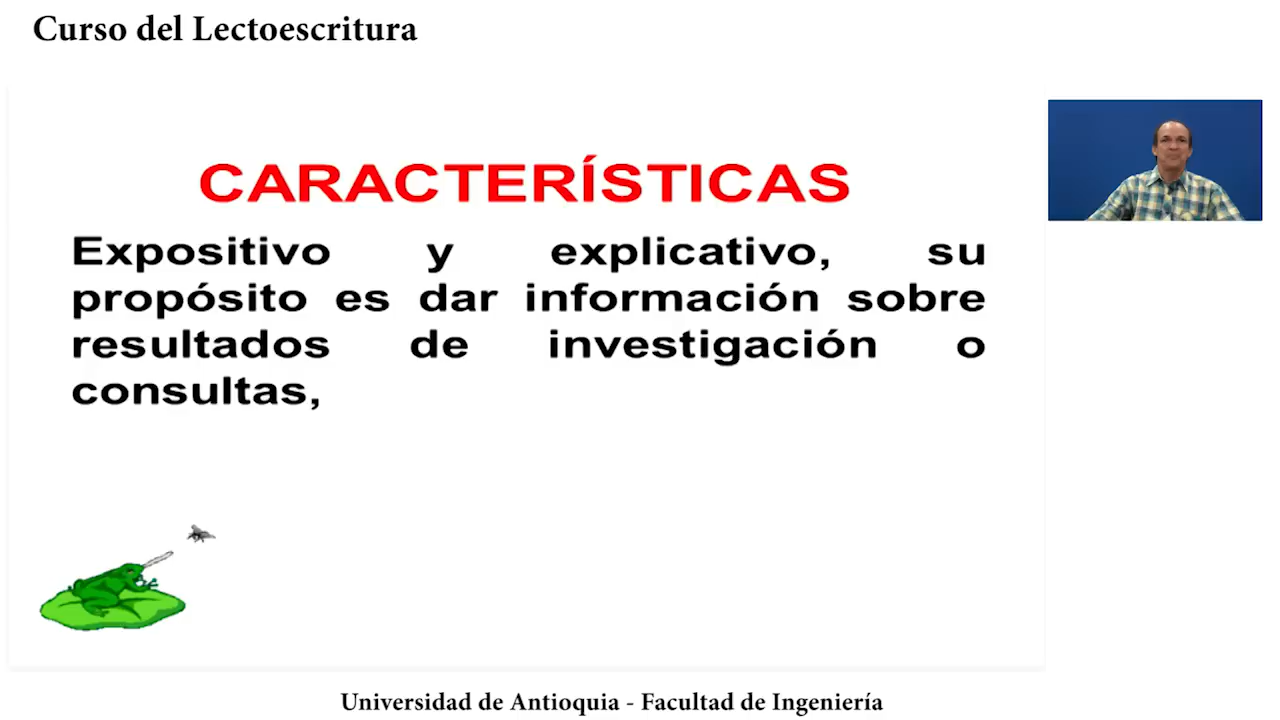 Curso del Lectoescritura
CARACTERÍSTICAS
Expositivo y explicativo, su
propósito es dar información sobre
resultados de investigación o
consultas,
Universidad de Antioquia - Facultad de Ingeniería